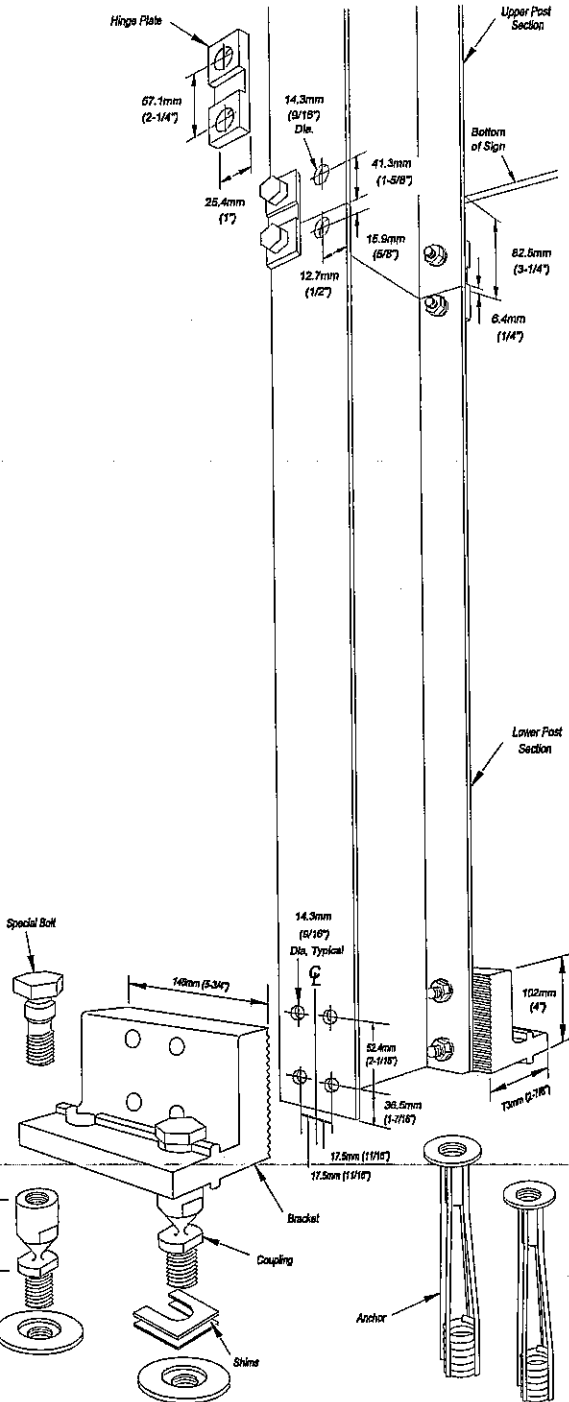 Hinge Plate
Upper Post
Section
57.1mm
(2-1/4")
14.3mm
(9/16")
Dia.
41.3mm
(1-5/8")
Bottom
of Sign
25.4mm
(1")
15.9mm
(5/8")
12.7mm
(1/2")
82.5mm
(3-1/4")
6.4mm
(1/4")
Lower Post
Section
Special Bolt
14.3mm
(9/16")
Dia, Typical
146mm (5-3/4")
CL
102mm
(4")
52.4mm
(2-1/16")
73mm (2-7/8")
36.5mm
(1-7/16")
17.5mm (11/16")
17.5mm (11/16")
Bracket
Coupling
Anchor
Shims